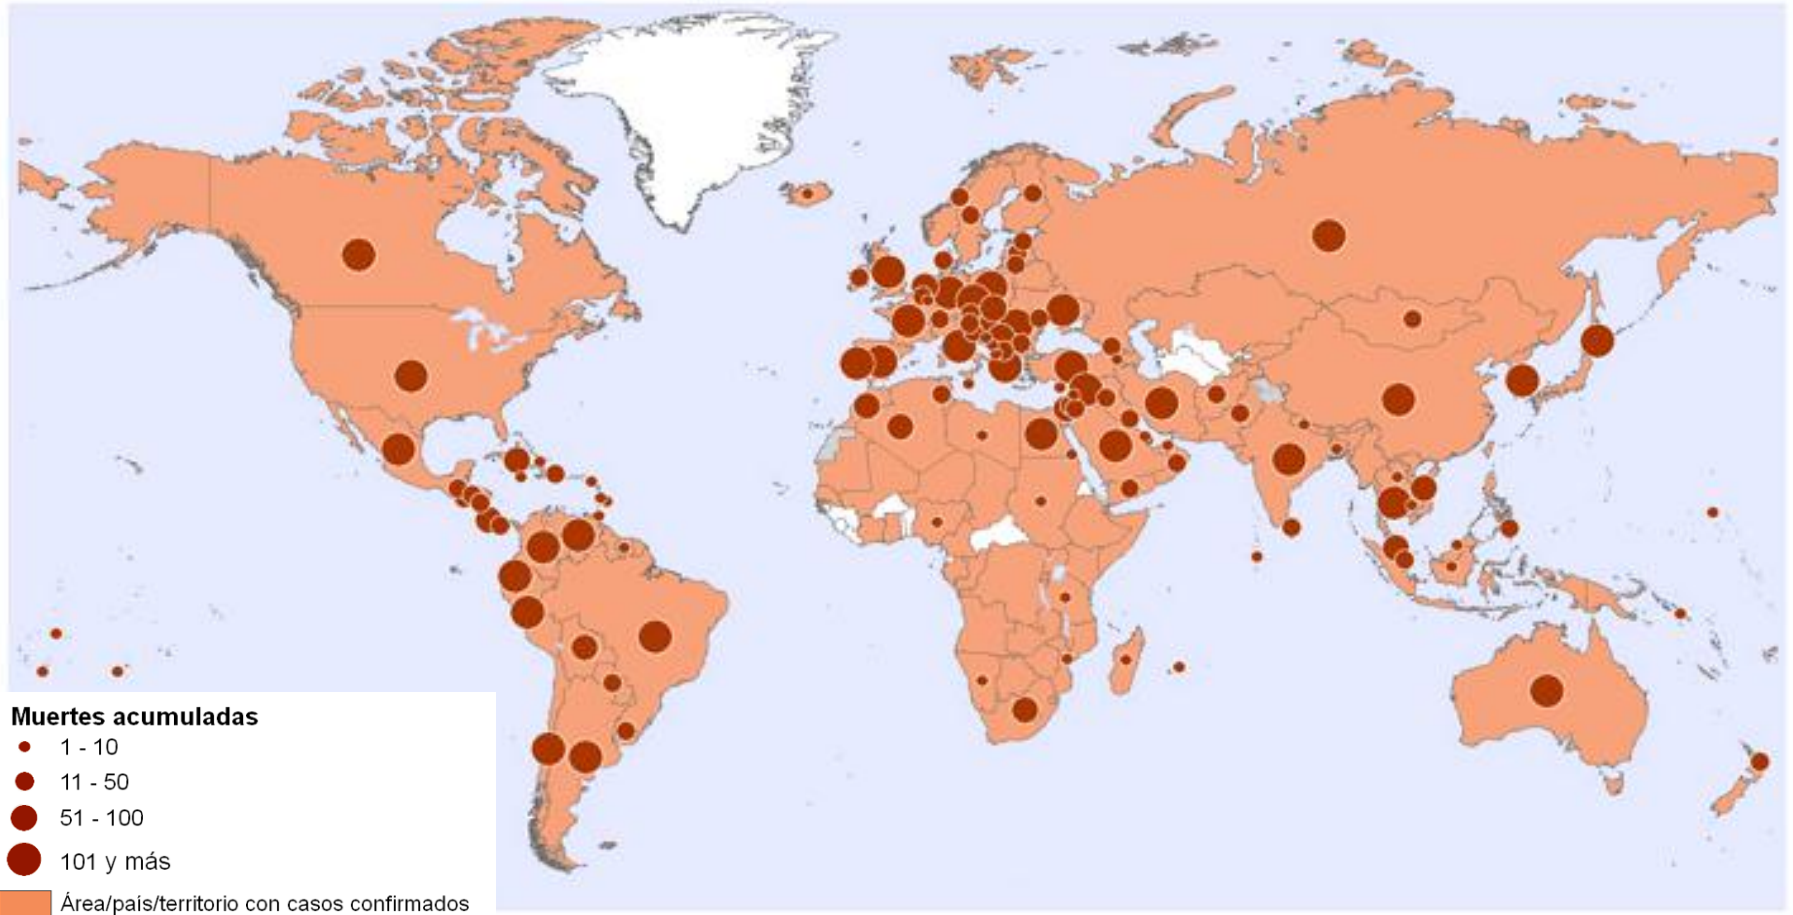 Muertes acumuladas
1 - 10
11 - 50
51 - 100
101 y más
Área/país/territorio con casos confirmados